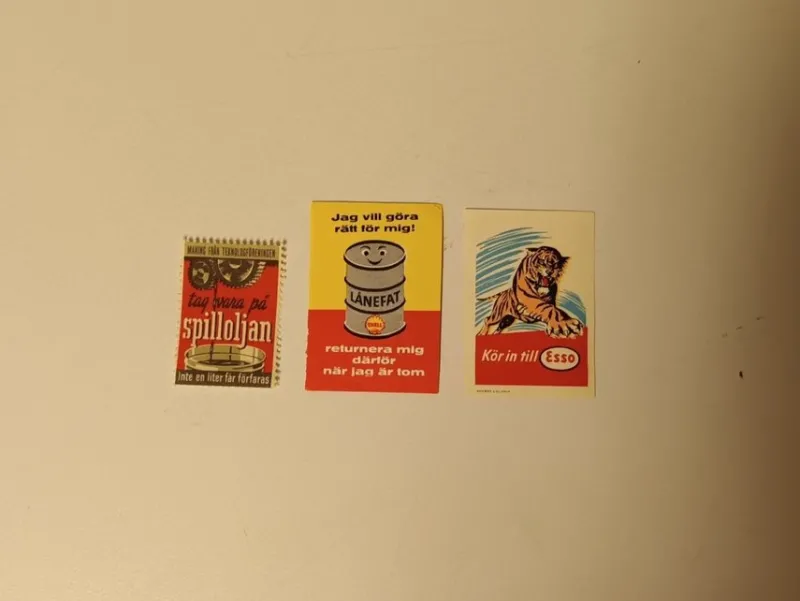 MANING FRÅN TEKNOLOGFÖRENINGEN
tag vara på
spilloljan
Inte en liter får förfaras
Jag vill göra
rätt för mig!
LÅNEFAT
SHELL
returnera mig
därför
när jag är tom
Kör in till Esso